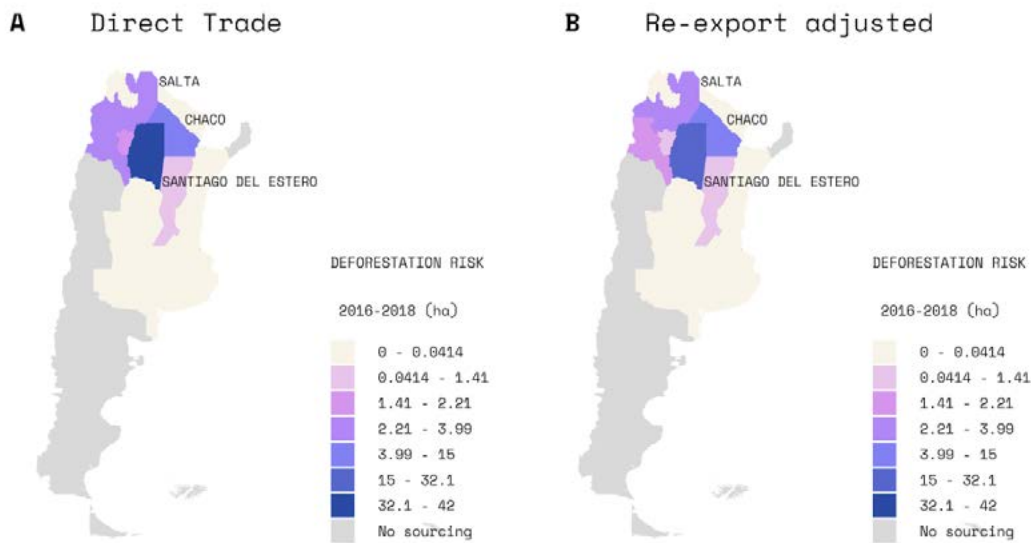 A Direct Trade
SALTA
CHACO
SANTIAGO DEL ESTERO
DEFORESTATION RISK
2016-2018 (ha)
0 - 0.0414
0.0414 - 1.41
1.41 - 2.21
2.21 - 3.99
3.99 - 15
15 - 32.1
32.1 - 42
No sourcing
B Re-export adjusted
SALTA
CHACO
SANTIAGO DEL ESTERO
DEFORESTATION RISK
2016-2018 (ha)
0 - 0.0414
0.0414 - 1.41
1.41 - 2.21
2.21 - 3.99
3.99 - 15
15 - 32.1
32.1 - 42
No sourcing